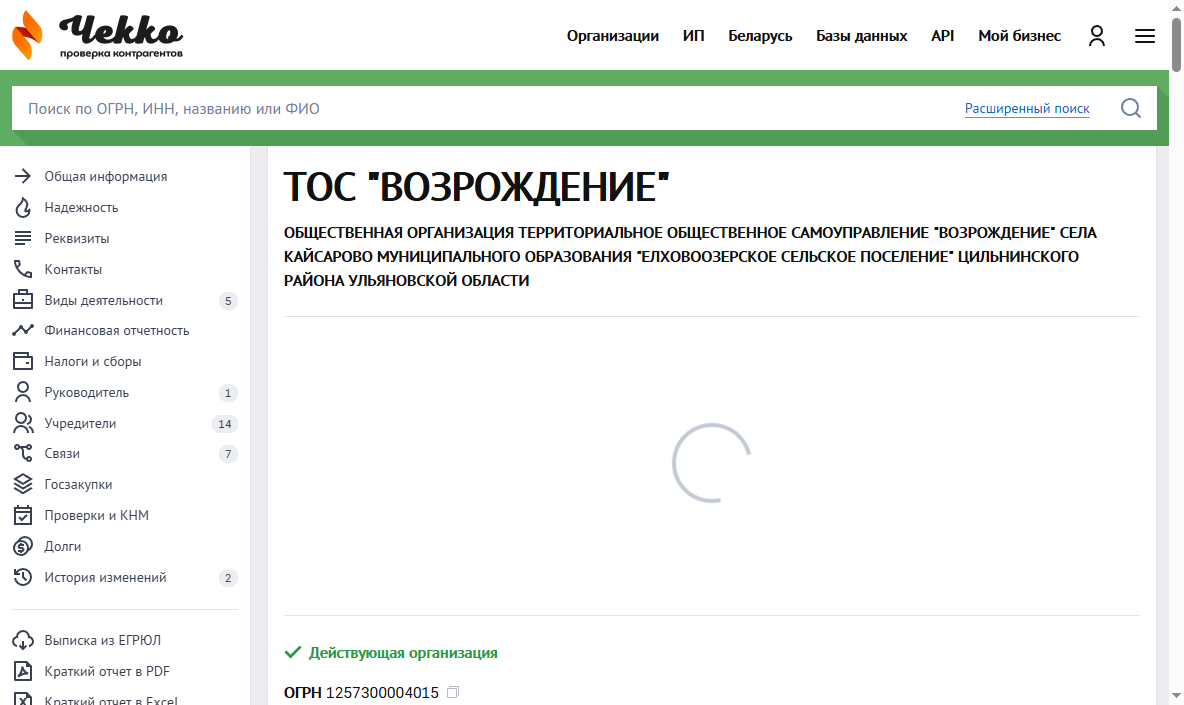 Чекко
проверка контрагентов
Организации ИП Беларусь Базы данных API Мой бизнес
Поиск по ОГРН, ИНН, названию или ФИО Расширенный поиск
Общая информация
Надежность
Реквизиты
Контакты
Виды деятельности 5
Финансовая отчетность
Налоги и сборы
Руководитель 1
Учредители 14
Связи 7
Госзакупки
Проверки и КНМ
Долги
История изменений 2
Выписка из ЕГРЮЛ
Краткий отчет в PDF
Краткий отчет в Excel
ТОС "ВОЗРОЖДЕНИЕ"
ОБЩЕСТВЕННАЯ ОРГАНИЗАЦИЯ ТЕРРИТОРИАЛЬНОЕ ОБЩЕСТВЕННОЕ САМОУПРАВЛЕНИЕ "ВОЗРОЖДЕНИЕ" СЕЛА
КАЙСАРОВО МУНИЦИПАЛЬНОГО ОБРАЗОВАНИЯ "ЕЛХОВООЗЕРСКОЕ СЕЛЬСКОЕ ПОСЕЛЕНИЕ" ЦИЛЬНИНСКОГО
РАЙОНА УЛЬЯНОВСКОЙ ОБЛАСТИ
Действующая организация
ОГРН 1257300004015